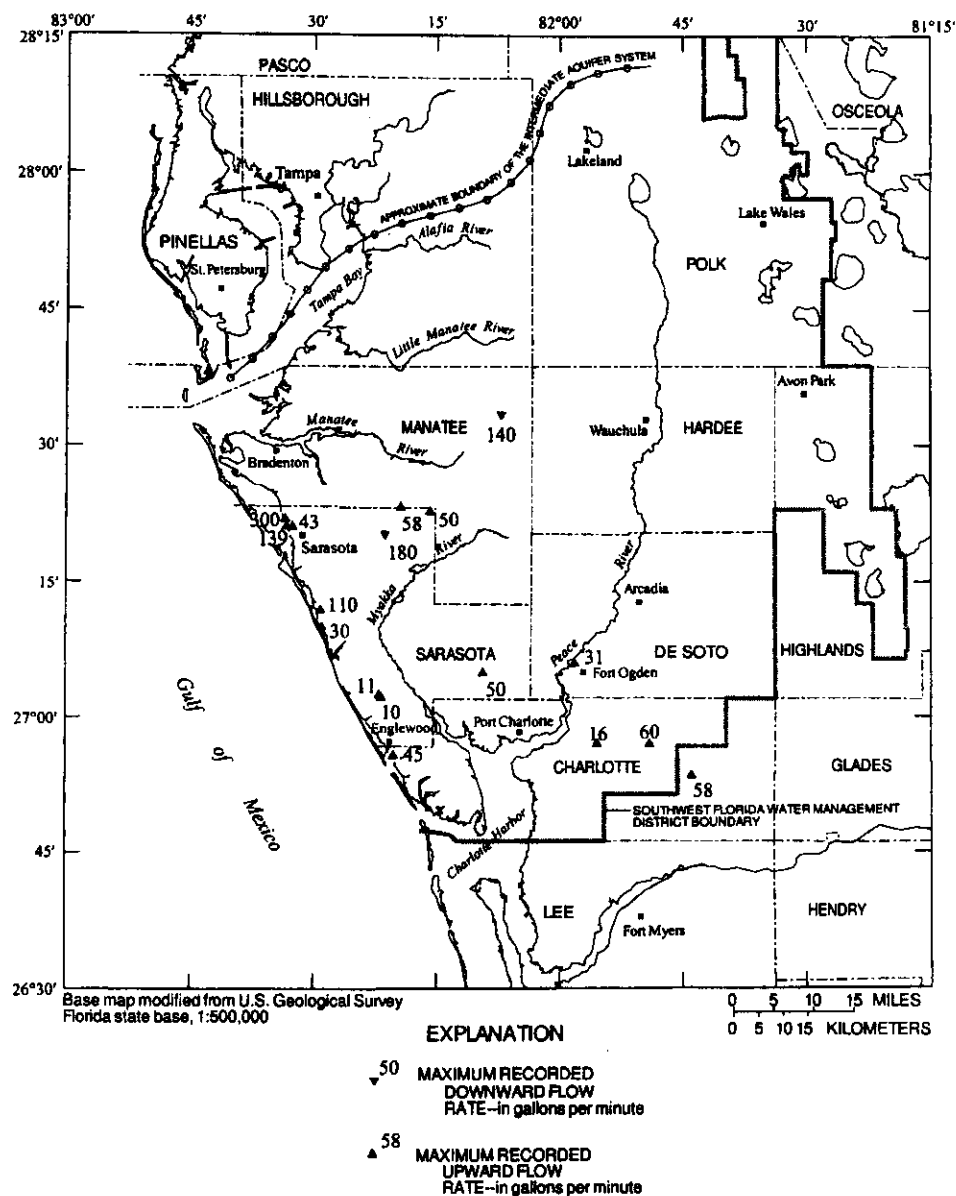 83°00'
45'
30'
15'
82°00'
45'
30'
81°15'
28°15'
PASCO
HILLSBOROUGH
APPROXIMATE BOUNDARY OF THE INTERMEDIATE AQUIFER SYSTEM
OSCEOLA
Lakeland
28°00'
Tampa
Lake Wales
PINELLAS
Alafia River
St. Petersburg
POLK
Tampa Bay
45'
Little Manatee River
Avon Park
MANATEE
140
Wauchula
HARDEE
Manatee
River
30'
Bradenton
300
43
58
50
139
Sarasota
180
River
Myakka
River
15'
110
Arcadia
30
SARASOTA
Peace
31
DE SOTO
HIGHLANDS
50
Fort Ogden
11
10
27°00'
Gulf
of
Mexico
Englewood
Port Charlotte
16
60
45
CHARLOTTE
58
GLADES
SOUTHWEST FLORIDA WATER MANAGEMENT
DISTRICT BOUNDARY
Charlotte Harbor
45'
LEE
Fort Myers
HENDRY
26°30'
Base map modified from U.S. Geological Survey
Florida state base, 1:500,000
0 5 10 15 MILES
0 5 10 15 KILOMETERS
EXPLANATION
50 MAXIMUM RECORDED
DOWNWARD FLOW
RATE--in gallons per minute
58 MAXIMUM RECORDED
UPWARD FLOW
RATE--in gallons per minute